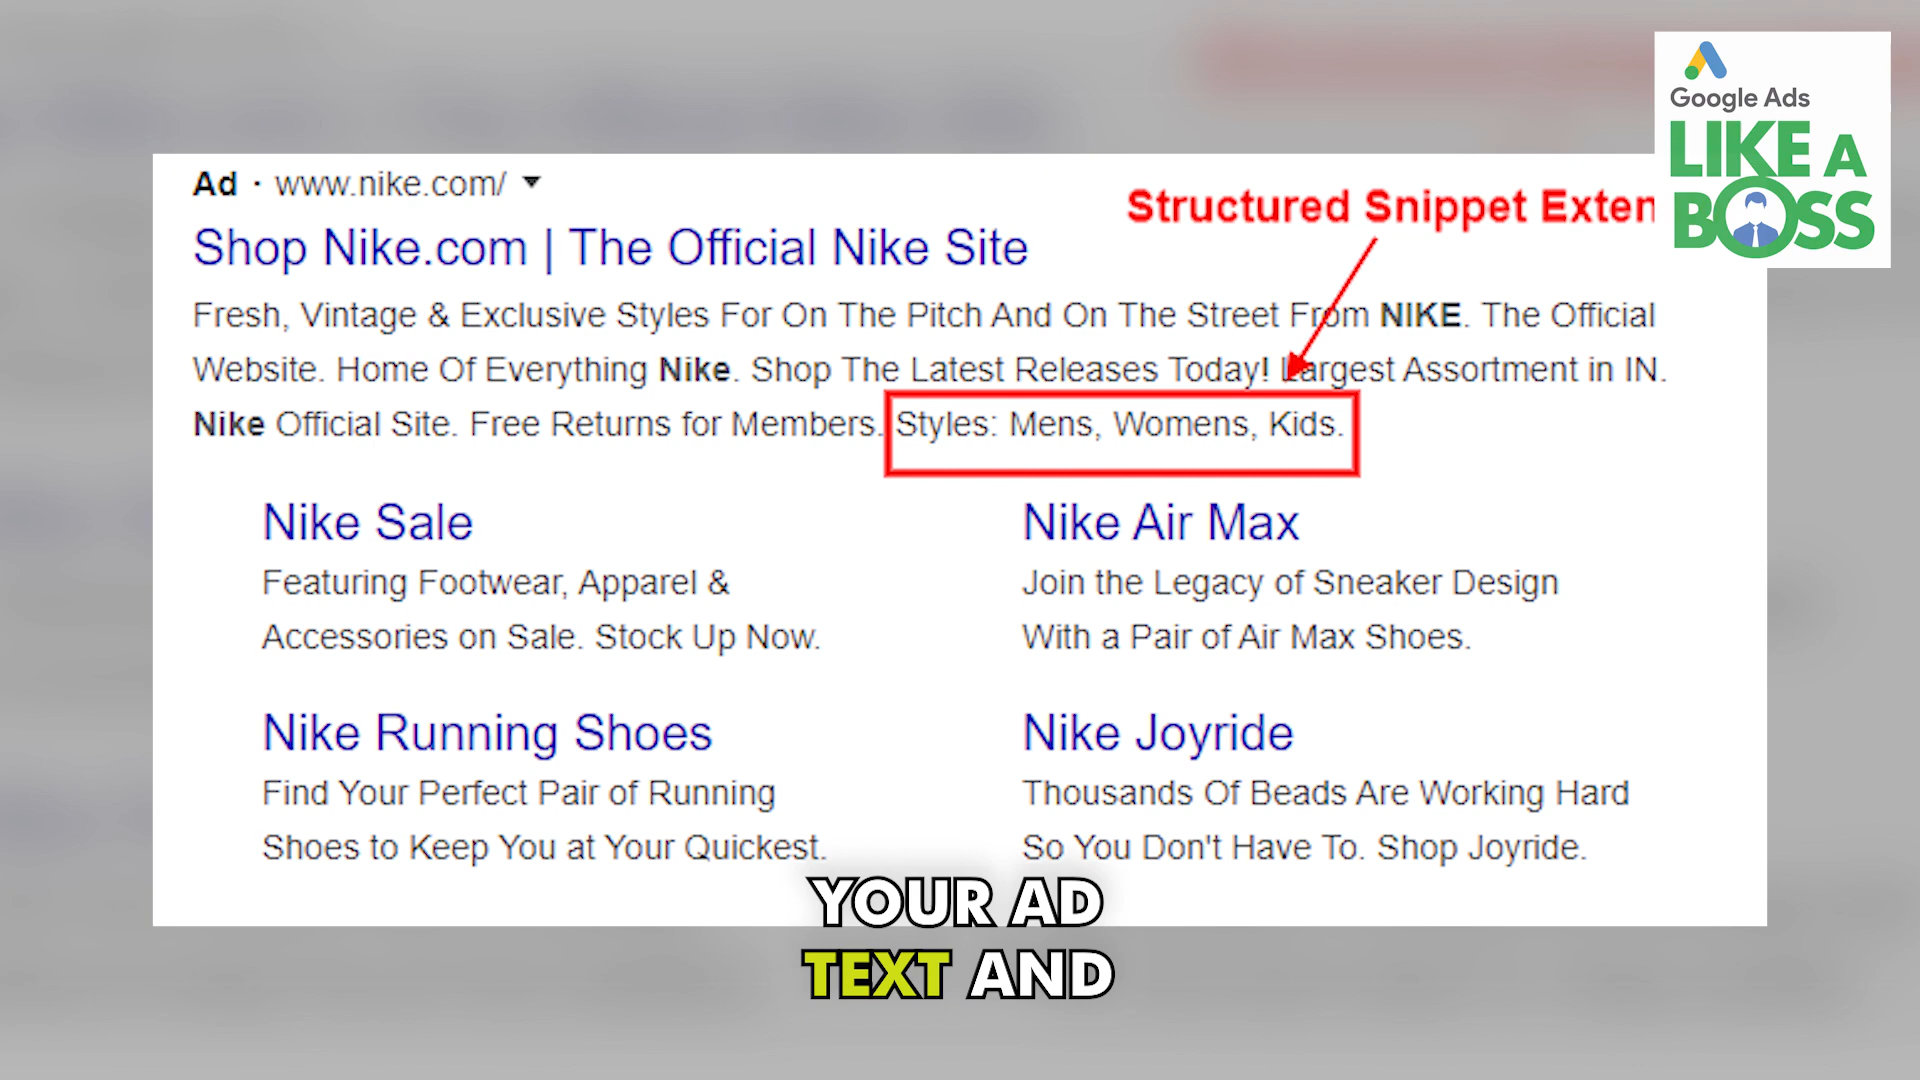 Google Ads
LIKE A
BOSS
Ad · www.nike.com/
Structured Snippet Exten
Shop Nike.com | The Official Nike Site
Fresh, Vintage & Exclusive Styles For On The Pitch And On The Street From NIKE. The Official
Website. Home Of Everything Nike. Shop The Latest Releases Today! Largest Assortment in IN.
Nike Official Site. Free Returns for Members. Styles: Mens, Womens, Kids.
Nike Sale
Featuring Footwear, Apparel &
Accessories on Sale. Stock Up Now.
Nike Air Max
Join the Legacy of Sneaker Design
With a Pair of Air Max Shoes.
Nike Running Shoes
Find Your Perfect Pair of Running
Shoes to Keep You at Your Quickest.
Nike Joyride
Thousands Of Beads Are Working Hard
So You Don't Have To. Shop Joyride.
YOUR AD
TEXT AND